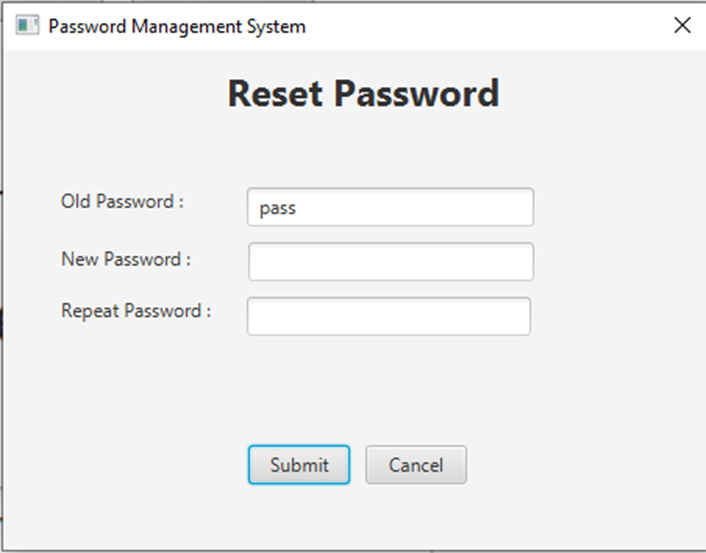 Password Management System
Reset Password
Old Password :
pass
New Password :
Repeat Password :
Submit
Cancel